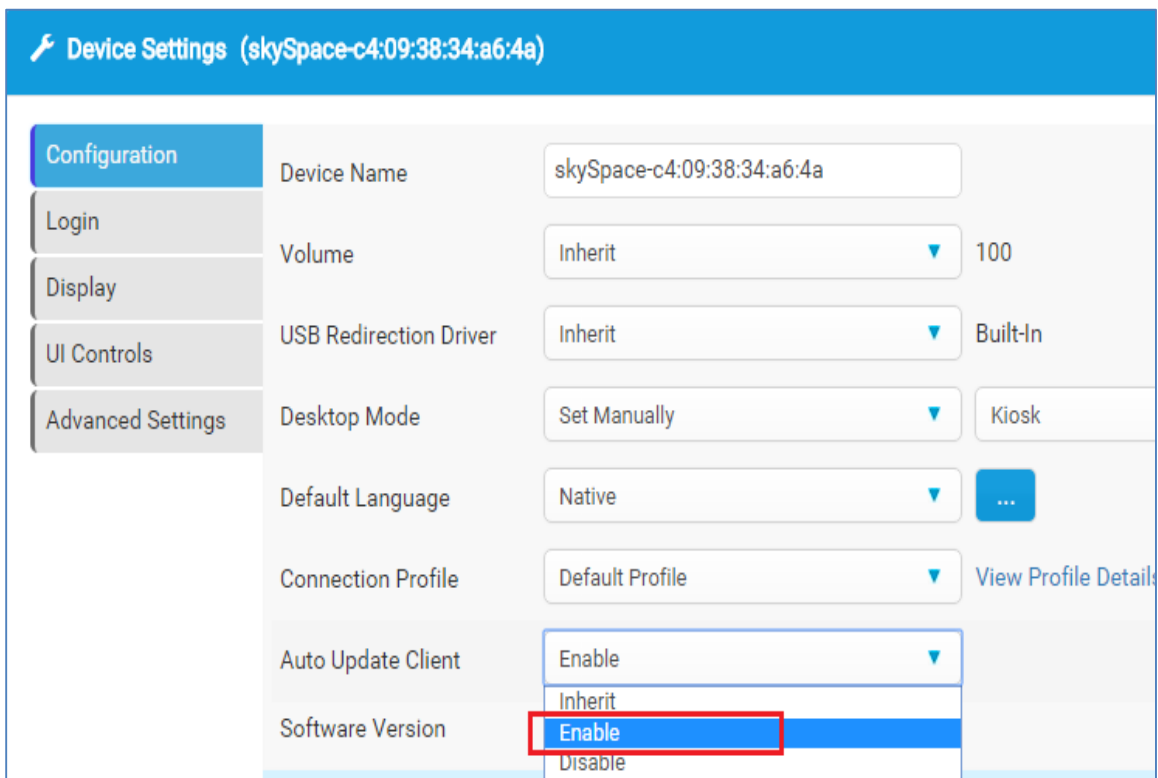 Device Settings (skySpace-c4:09:38:34:a6:4a)
Configuration
Login
Display
UI Controls
Advanced Settings
Device Name skySpace-c4:09:38:34:a6:4a
Volume Inherit 100
USB Redirection Driver Inherit Built-In
Desktop Mode Set Manually Kiosk
Default Language Native ...
Connection Profile Default Profile View Profile Details
Auto Update Client Enable
Inherit
Software Version Enable
Disable